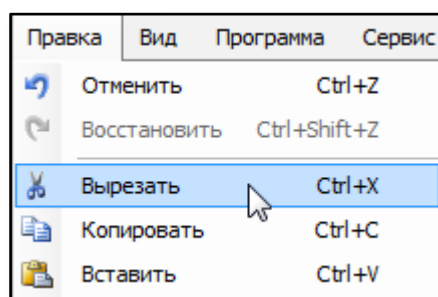 Правка Вид Программа Сервис
Отменить Ctrl+Z
Восстановить Ctrl+Shift+Z
Вырезать Ctrl+X
Копировать Ctrl+C
Вставить Ctrl+V